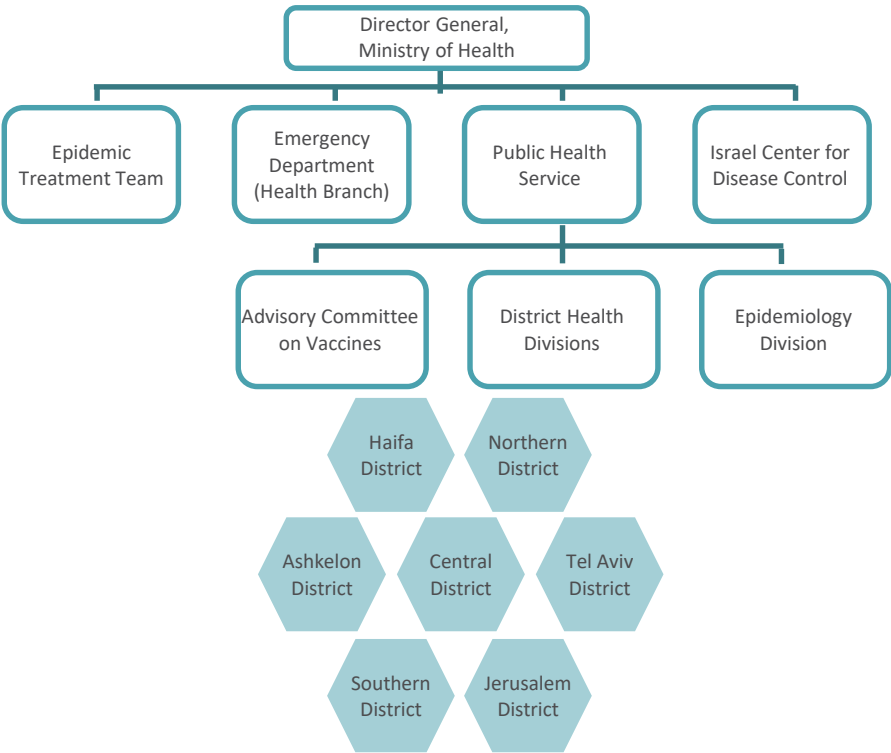 Director General,
Ministry of Health
Epidemic
Treatment Team
Emergency
Department
(Health Branch)
Public Health
Service
Israel Center for
Disease Control
Advisory Committee
on Vaccines
District Health
Divisions
Epidemiology
Division
Haifa
District
Northern
District
Ashkelon
District
Central
District
Tel Aviv
District
Southern
District
Jerusalem
District